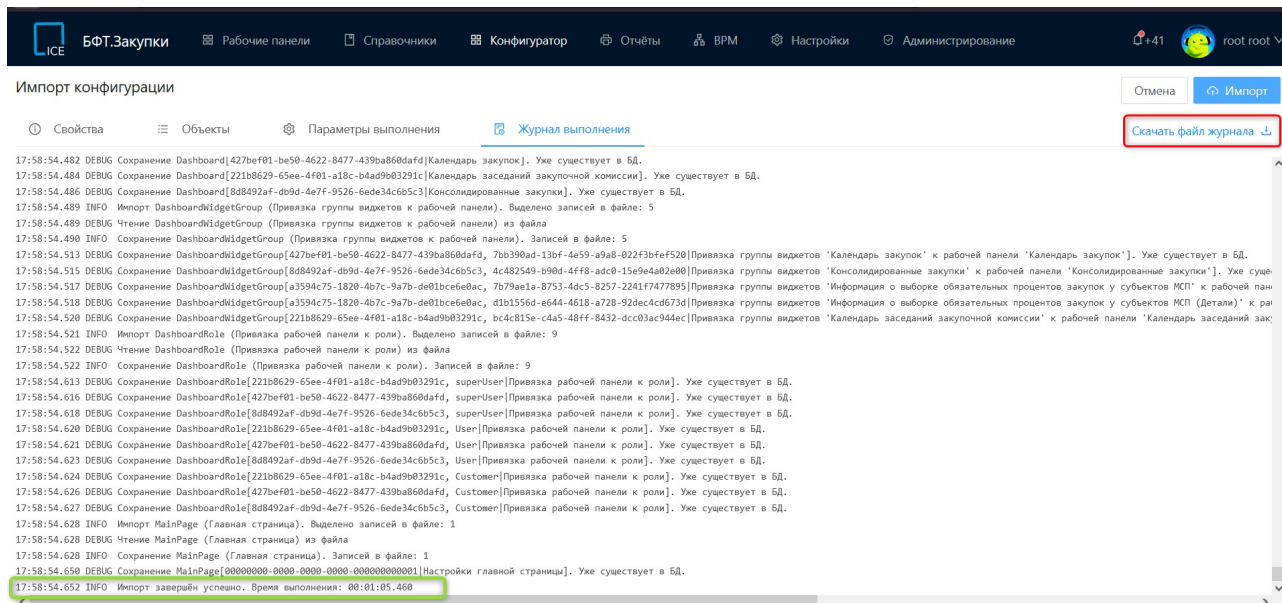 ICE БФТ.Закупки Рабочие панели Справочники Конфигуратор Отчёты BPM Настройки Администрирование +41 root root
Импорт конфигурации Отмена Импорт
Свойства Объекты Параметры выполнения Журнал выполнения Скачать файл журнала
17:58:54.482 DEBUG Сохранение Dashboard[427bef01-be50-4622-8477-439ba860dafd|Календарь закупок]. Уже существует в БД.
17:58:54.484 DEBUG Сохранение Dashboard[221b8629-65ee-4f01-a18c-b4ad9b03291c|Календарь заседаний закупочной комиссии]. Уже существует в БД.
17:58:54.486 DEBUG Сохранение Dashboard[8d8492af-db9d-4e7f-9526-6ede34c6b5c3|Консолидированные закупки]. Уже существует в БД.
17:58:54.489 INFO Импорт DashboardWidgetGroup (Привязка группы виджетов к рабочей панели). Выделено записей в файле: 5
17:58:54.489 DEBUG Чтение DashboardWidgetGroup (Привязка группы виджетов к рабочей панели) из файла
17:58:54.490 INFO Сохранение DashboardWidgetGroup (Привязка группы виджетов к рабочей панели). Записей в файле: 5
17:58:54.513 DEBUG Сохранение DashboardWidgetGroup[427bef01-be50-4622-8477-439ba860dafd, 7bb390ad-13bf-4e59-a9a8-022f3bfef520|Привязка группы виджетов 'Календарь закупок' к рабочей панели 'Календарь закупок']. Уже существует в БД.
17:58:54.515 DEBUG Сохранение DashboardWidgetGroup[8d8492af-db9d-4e7f-9526-6ede34c6b5c3, 4c482549-b90d-4ff8-adc0-15e9e4a02e00|Привязка группы виджетов 'Консолидированные закупки' к рабочей панели 'Консолидированные закупки']. Уже суще
17:58:54.517 DEBUG Сохранение DashboardWidgetGroup[a3594c75-1820-4b7c-9a7b-de01bce6e0ac, 7b79ae1a-8753-4dc5-8257-2241f7477895|Привязка группы виджетов 'Информация о выборке обязательных процентов закупок у субъектов МСП' к рабочей пан
17:58:54.518 DEBUG Сохранение DashboardWidgetGroup[a3594c75-1820-4b7c-9a7b-de01bce6e0ac, d1b1556d-e644-4618-a728-92dec4cd673d|Привязка группы виджетов 'Информация о выборке обязательных процентов закупок у субъектов МСП (Детали)' к ра
17:58:54.520 DEBUG Сохранение DashboardWidgetGroup[221b8629-65ee-4f01-a18c-b4ad9b03291c, bc4c815e-c4a5-48ff-8432-dcc03ac944ec|Привязка группы виджетов 'Календарь заседаний закупочной комиссии' к рабочей панели 'Календарь заседаний зак
17:58:54.521 INFO Импорт DashboardRole (Привязка рабочей панели к роли). Выделено записей в файле: 9
17:58:54.522 DEBUG Чтение DashboardRole (Привязка рабочей панели к роли) из файла
17:58:54.522 INFO Сохранение DashboardRole (Привязка рабочей панели к роли). Записей в файле: 9
17:58:54.613 DEBUG Сохранение DashboardRole[221b8629-65ee-4f01-a18c-b4ad9b03291c, superUser|Привязка рабочей панели к роли]. Уже существует в БД.
17:58:54.616 DEBUG Сохранение DashboardRole[427bef01-be50-4622-8477-439ba860dafd, superUser|Привязка рабочей панели к роли]. Уже существует в БД.
17:58:54.618 DEBUG Сохранение DashboardRole[8d8492af-db9d-4e7f-9526-6ede34c6b5c3, superUser|Привязка рабочей панели к роли]. Уже существует в БД.
17:58:54.620 DEBUG Сохранение DashboardRole[221b8629-65ee-4f01-a18c-b4ad9b03291c, User|Привязка рабочей панели к роли]. Уже существует в БД.
17:58:54.621 DEBUG Сохранение DashboardRole[427bef01-be50-4622-8477-439ba860dafd, User|Привязка рабочей панели к роли]. Уже существует в БД.
17:58:54.623 DEBUG Сохранение DashboardRole[8d8492af-db9d-4e7f-9526-6ede34c6b5c3, User|Привязка рабочей панели к роли]. Уже существует в БД.
17:58:54.624 DEBUG Сохранение DashboardRole[221b8629-65ee-4f01-a18c-b4ad9b03291c, Customer|Привязка рабочей панели к роли]. Уже существует в БД.
17:58:54.626 DEBUG Сохранение DashboardRole[427bef01-be50-4622-8477-439ba860dafd, Customer|Привязка рабочей панели к роли]. Уже существует в БД.
17:58:54.627 DEBUG Сохранение DashboardRole[8d8492af-db9d-4e7f-9526-6ede34c6b5c3, Customer|Привязка рабочей панели к роли]. Уже существует в БД.
17:58:54.628 INFO Импорт MainPage (Главная страница). Выделено записей в файле: 1
17:58:54.628 DEBUG Чтение MainPage (Главная страница) из файла
17:58:54.628 INFO Сохранение MainPage (Главная страница). Записей в файле: 1
17:58:54.650 DEBUG Сохранение MainPage[00000000-0000-0000-0000-000000000001|Настройки главной страницы]. Уже существует в БД.
17:58:54.652 INFO Импорт завершён успешно. Время выполнения: 00:01:05.460